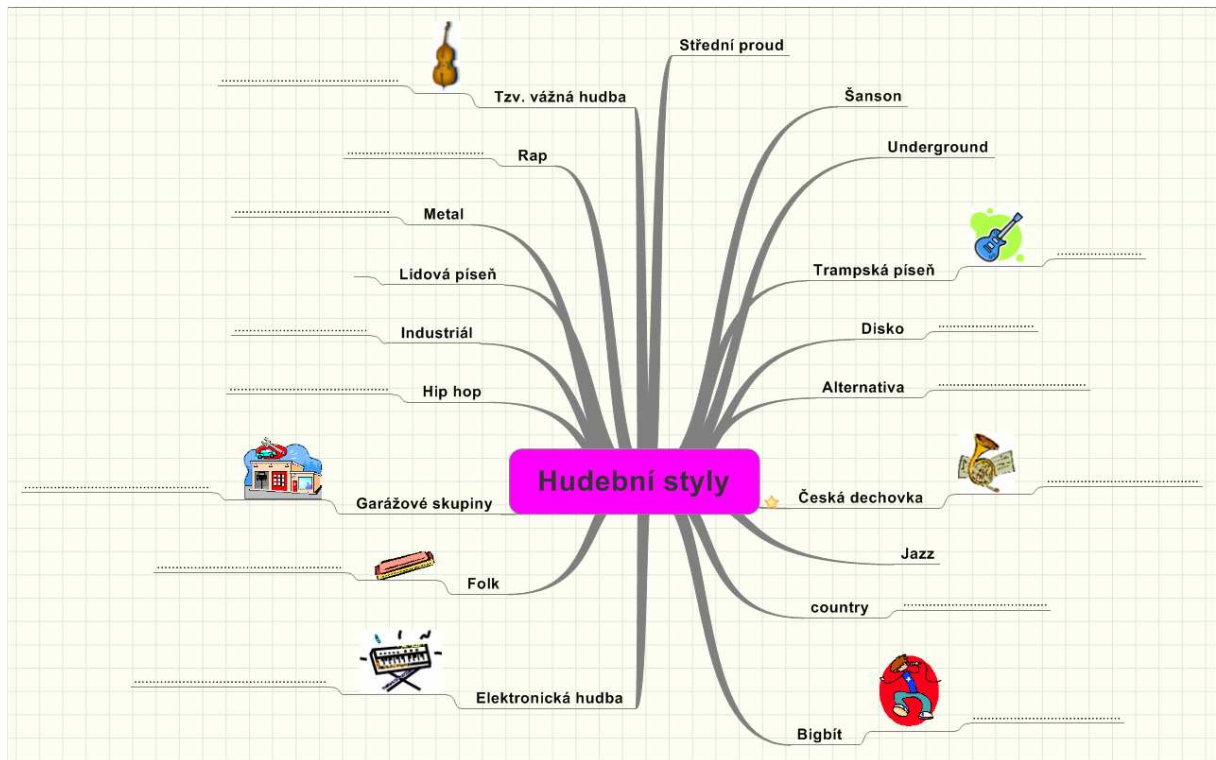 Střední proud
Tzv. vážná hudba
Šanson
Rap
Underground
Metal
Trampská píseň
Lidová píseň
Industriál
Disko
Hip hop
Alternativa
Hudební styly
Garážové skupiny
Česká dechovka
Folk
Jazz
country
Elektronická hudba
Bigbít